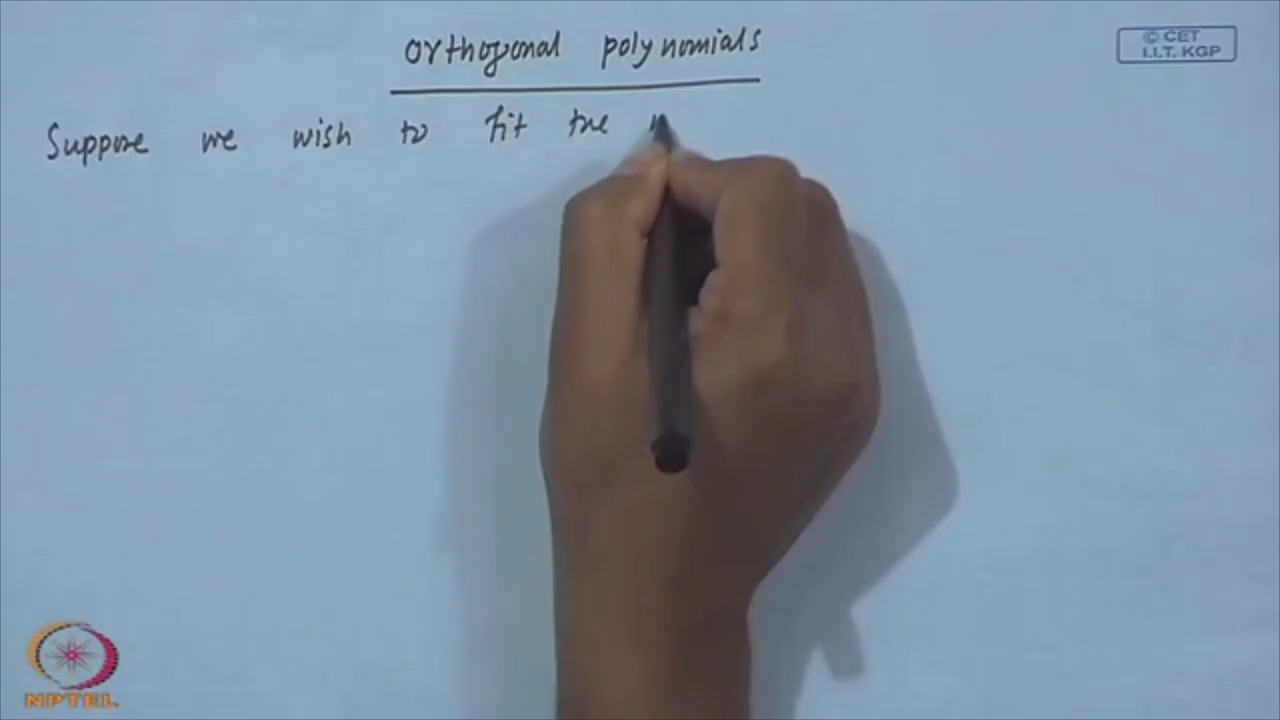 orthogonal polynomials
© CET
I.I.T. KGP
Suppose we wish to fit the
NPTEL